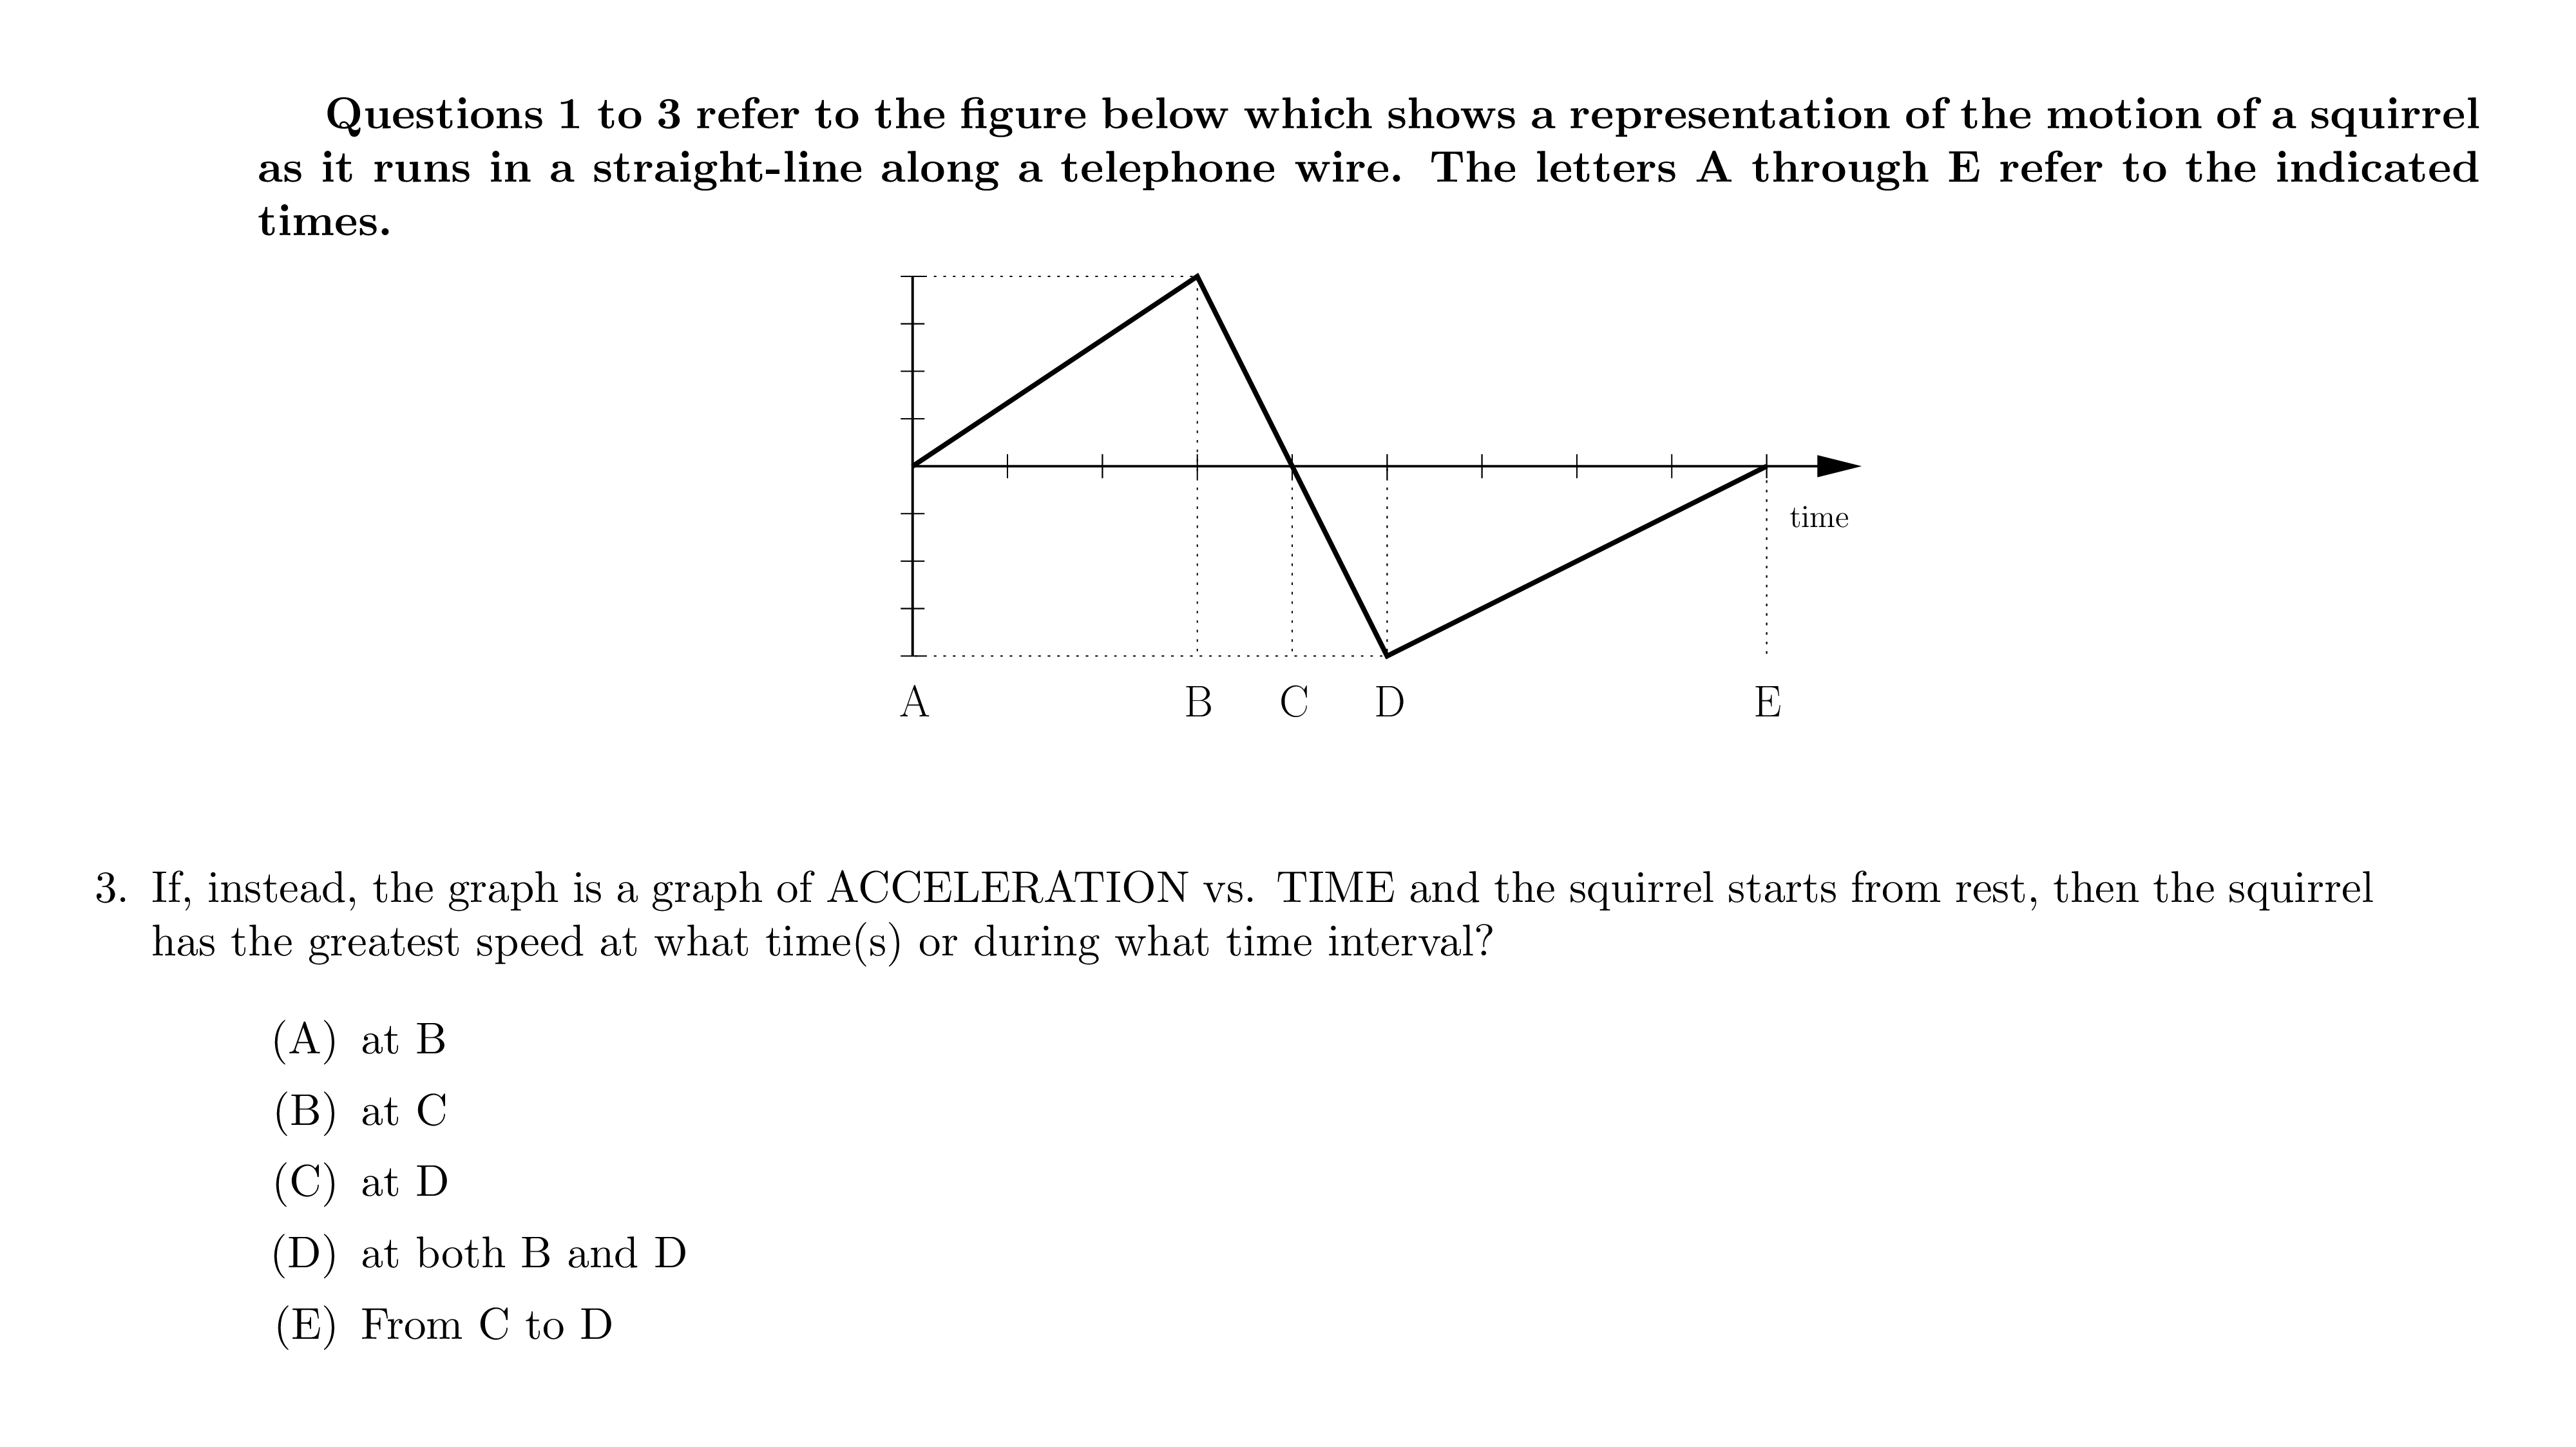 Questions 1 to 3 refer to the figure below which shows a representation of the motion of a squirrel
as it runs in a straight-line along a telephone wire. The letters A through E refer to the indicated
times.
time
A B C D E
3. If, instead, the graph is a graph of ACCELERATION vs. TIME and the squirrel starts from rest, then the squirrel
has the greatest speed at what time(s) or during what time interval?
(A) at B
(B) at C
(C) at D
(D) at both B and D
(E) From C to D